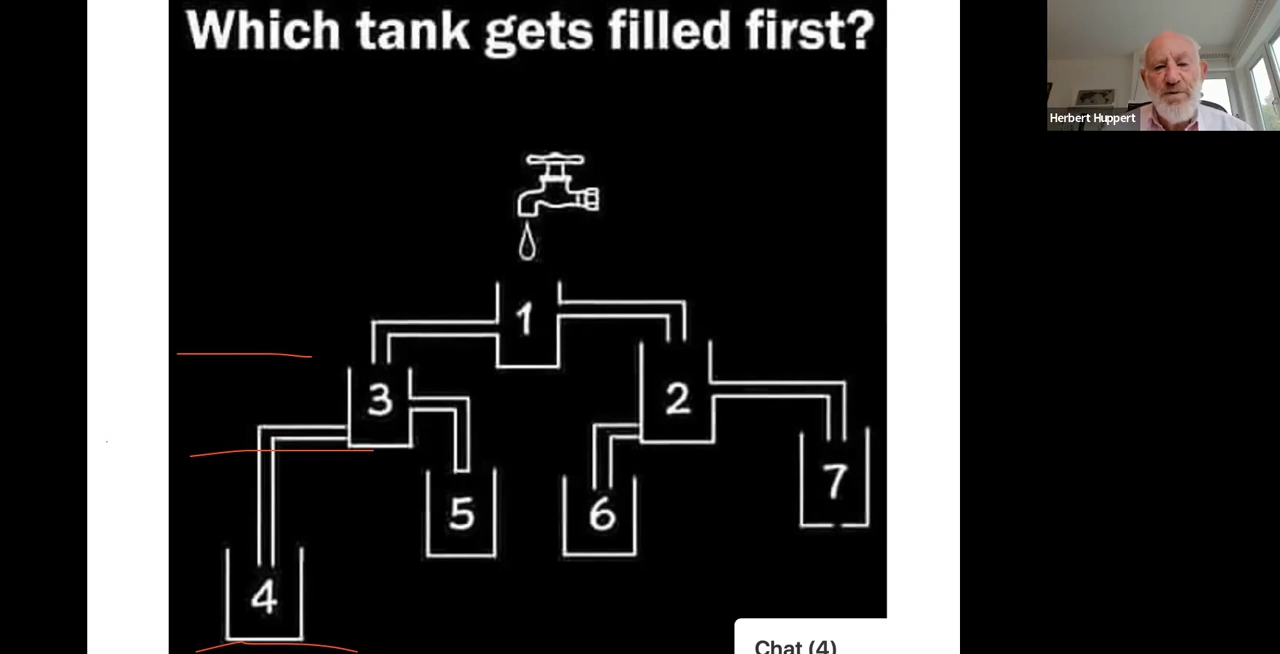 Which tank gets filled first?
Herbert Huppert
1
3
2
5
6
7
4
Chat (4)